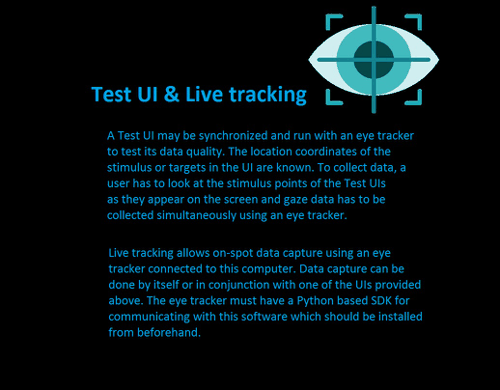 Test UI & Live tracking
A Test UI may be synchronized and run with an eye tracker
to test its data quality. The location coordinates of the
stimulus or targets in the UI are known. To collect data, a
user has to look at the stimulus points of the Test UIs
as they appear on the screen and gaze data has to be
collected simultaneously using an eye tracker.
Live tracking allows on-spot data capture using an eye
tracker connected to this computer. Data capture can be
done by itself or in conjunction with one of the UIs provided
above. The eye tracker must have a Python based SDK for
communicating with this software which should be installed
from beforehand.